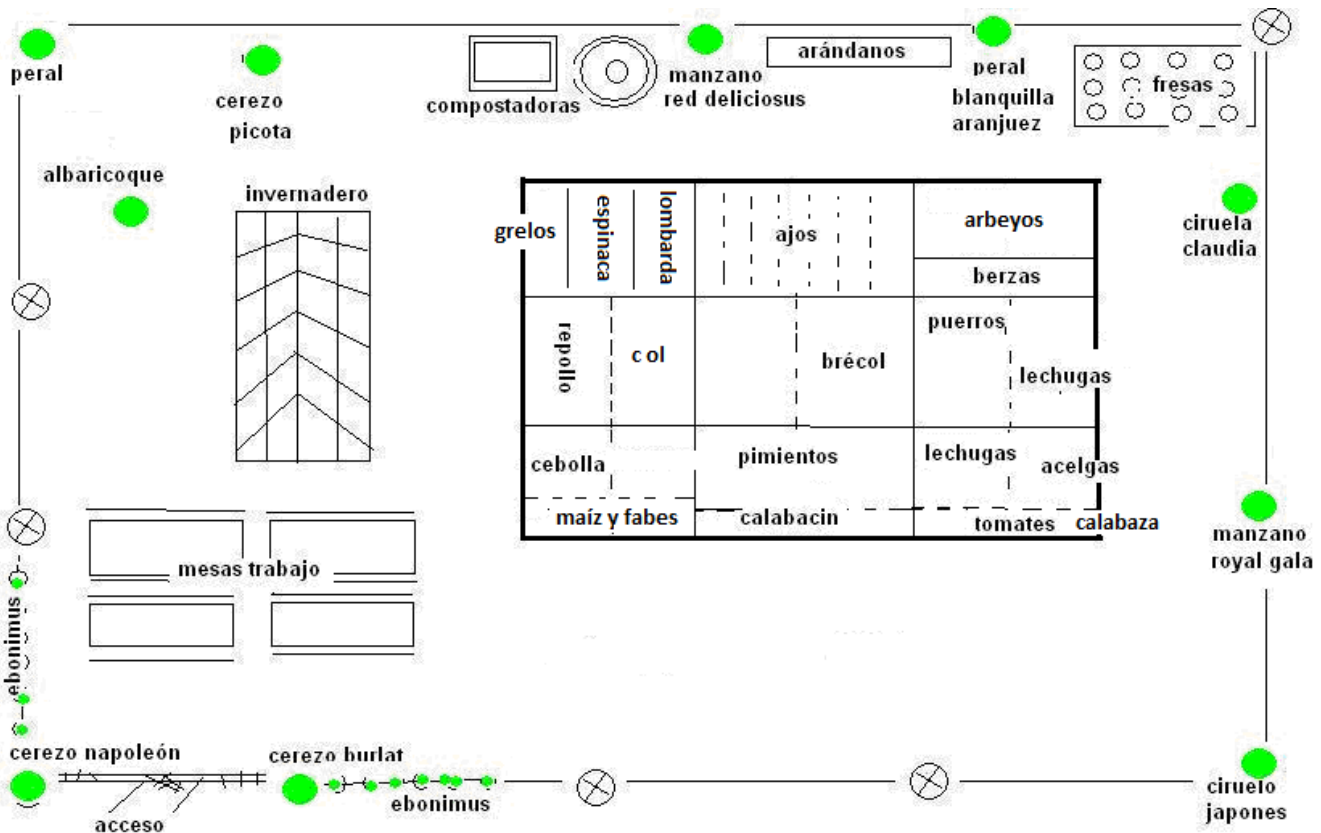 peral
cerezo
picota
compostadoras
manzano
red deliciosus
arándanos
peral
blanquilla
aranjuez
fresas
albaricoque
invernadero
grelos
espinaca
lombarda
ajos
arbeyos
berzas
ciruela
claudia
repollo
c ol
brécol
puerros
lechugas
cebolla
pimientos
lechugas
acelgas
maíz y fabes
calabacin
tomates
calabaza
manzano
royal gala
mesas trabajo
ebonimus
cerezo napoleón
cerezo burlat
ebonimus
acceso
ciruelo
japones